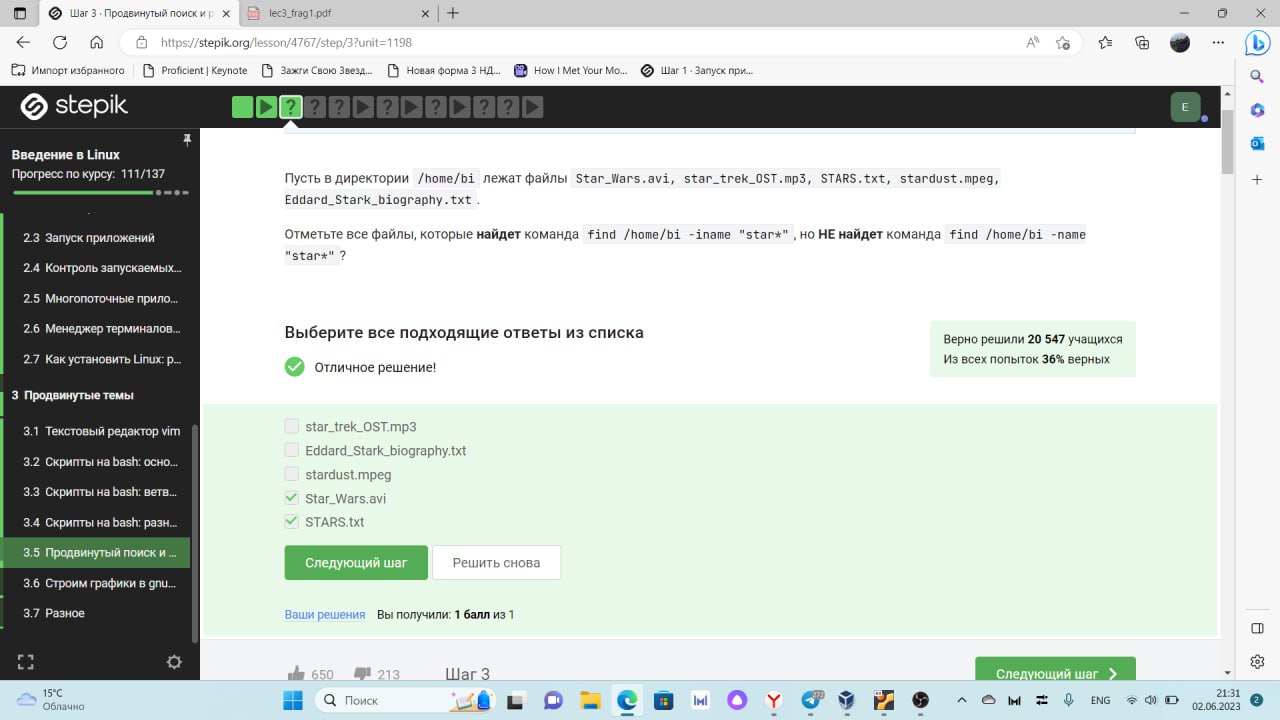 Шаг 3 · Продвинутый поиск и р
lec3_frag1.pdf
https://stepik.org/lesson/4767/step/3?unit=1198
Импорт избранного
Proficient | Keynote
Зажги Свою Звезд...
Новая форма 3 НД...
How I Met Your Mo...
Шаг 1 · Запуск при...
stepik
E
Введение в Linux
Прогресс по курсу: 111/137
2.3 Запуск приложений
2.4 Контроль запускаемых...
2.5 Многопоточные прило...
2.6 Менеджер терминалов...
2.7 Как установить Linux: р...
3 Продвинутые темы
3.1 Текстовый редактор vim
3.2 Скрипты на bash: осно...
3.3 Скрипты на bash: ветв...
3.4 Скрипты на bash: разн...
3.5 Продвинутый поиск и ...
3.6 Строим графики в gnu...
3.7 Разное
Пусть в директории /home/bi лежат файлы Star_Wars.avi, star_trek_OST.mp3, STARS.txt, stardust.mpeg,
Eddard_Stark_biography.txt.
Отметьте все файлы, которые найдет команда find /home/bi -iname "star*", но НЕ найдет команда find /home/bi -name
"star*"?
Выберите все подходящие ответы из списка
Отличное решение!
Верно решили 20 547 учащихся
Из всех попыток 36% верных
star_trek_OST.mp3
Eddard_Stark_biography.txt
stardust.mpeg
Star_Wars.avi
STARS.txt
Следующий шаг
Решить снова
Ваши решения Вы получили: 1 балл из 1
650
213
Шаг 3
Следующий шаг
15°C
Облачно
Поиск
272
ENG
21:31
02.06.2023
2